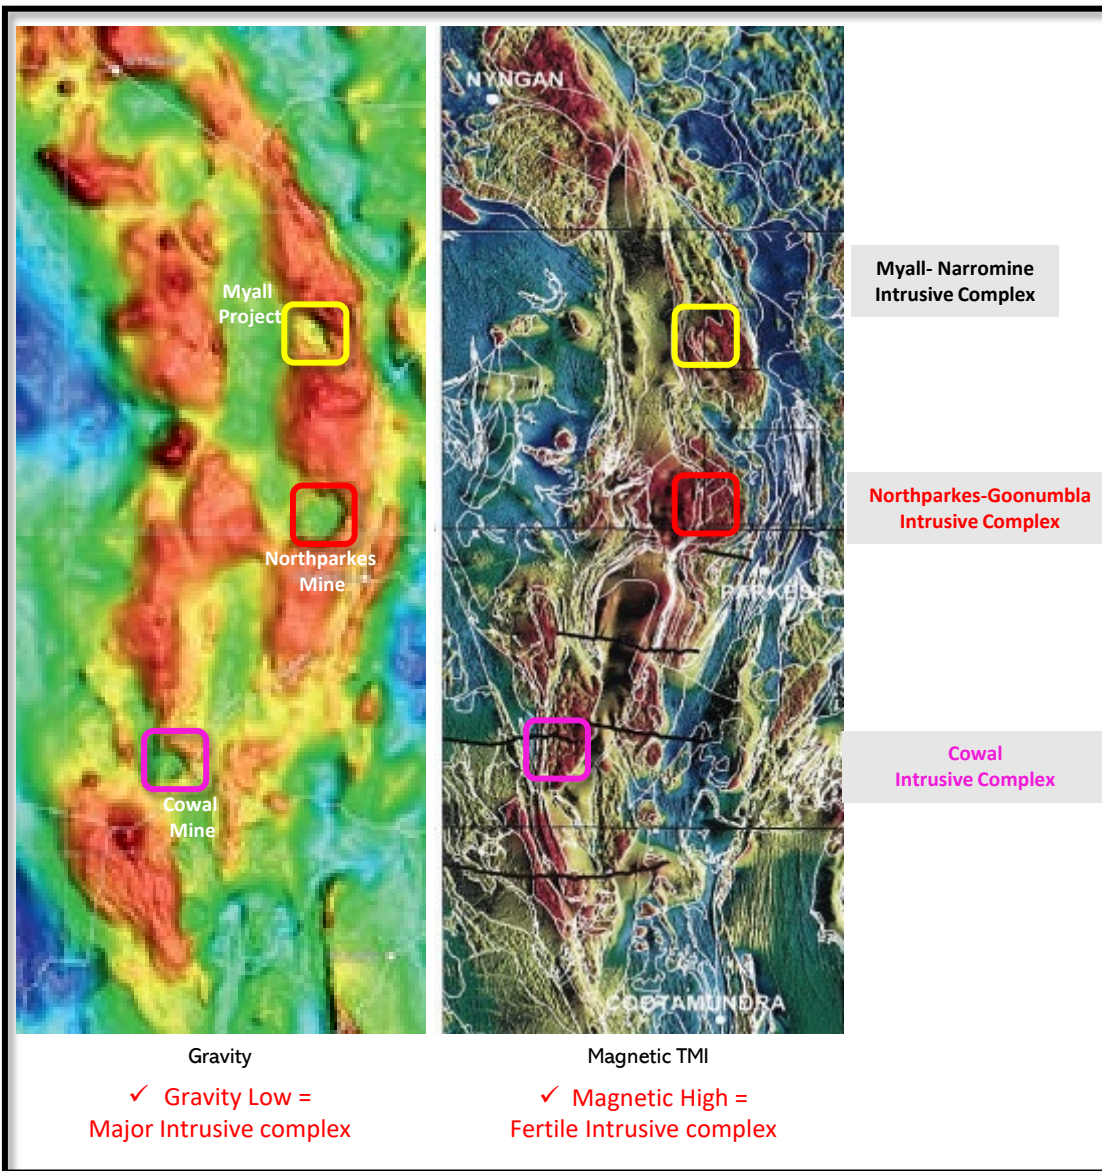 NYNGAN
Myall
Project
Northparkes
Mine
PARKES
Cowal
Mine
COOTAMUNDRA
Myall- Narromine
Intrusive Complex
Northparkes-Goonumbla
Intrusive Complex
Cowal
Intrusive Complex
Gravity
Magnetic TMI
✓ Gravity Low =
Major Intrusive complex
✓ Magnetic High =
Fertile Intrusive complex